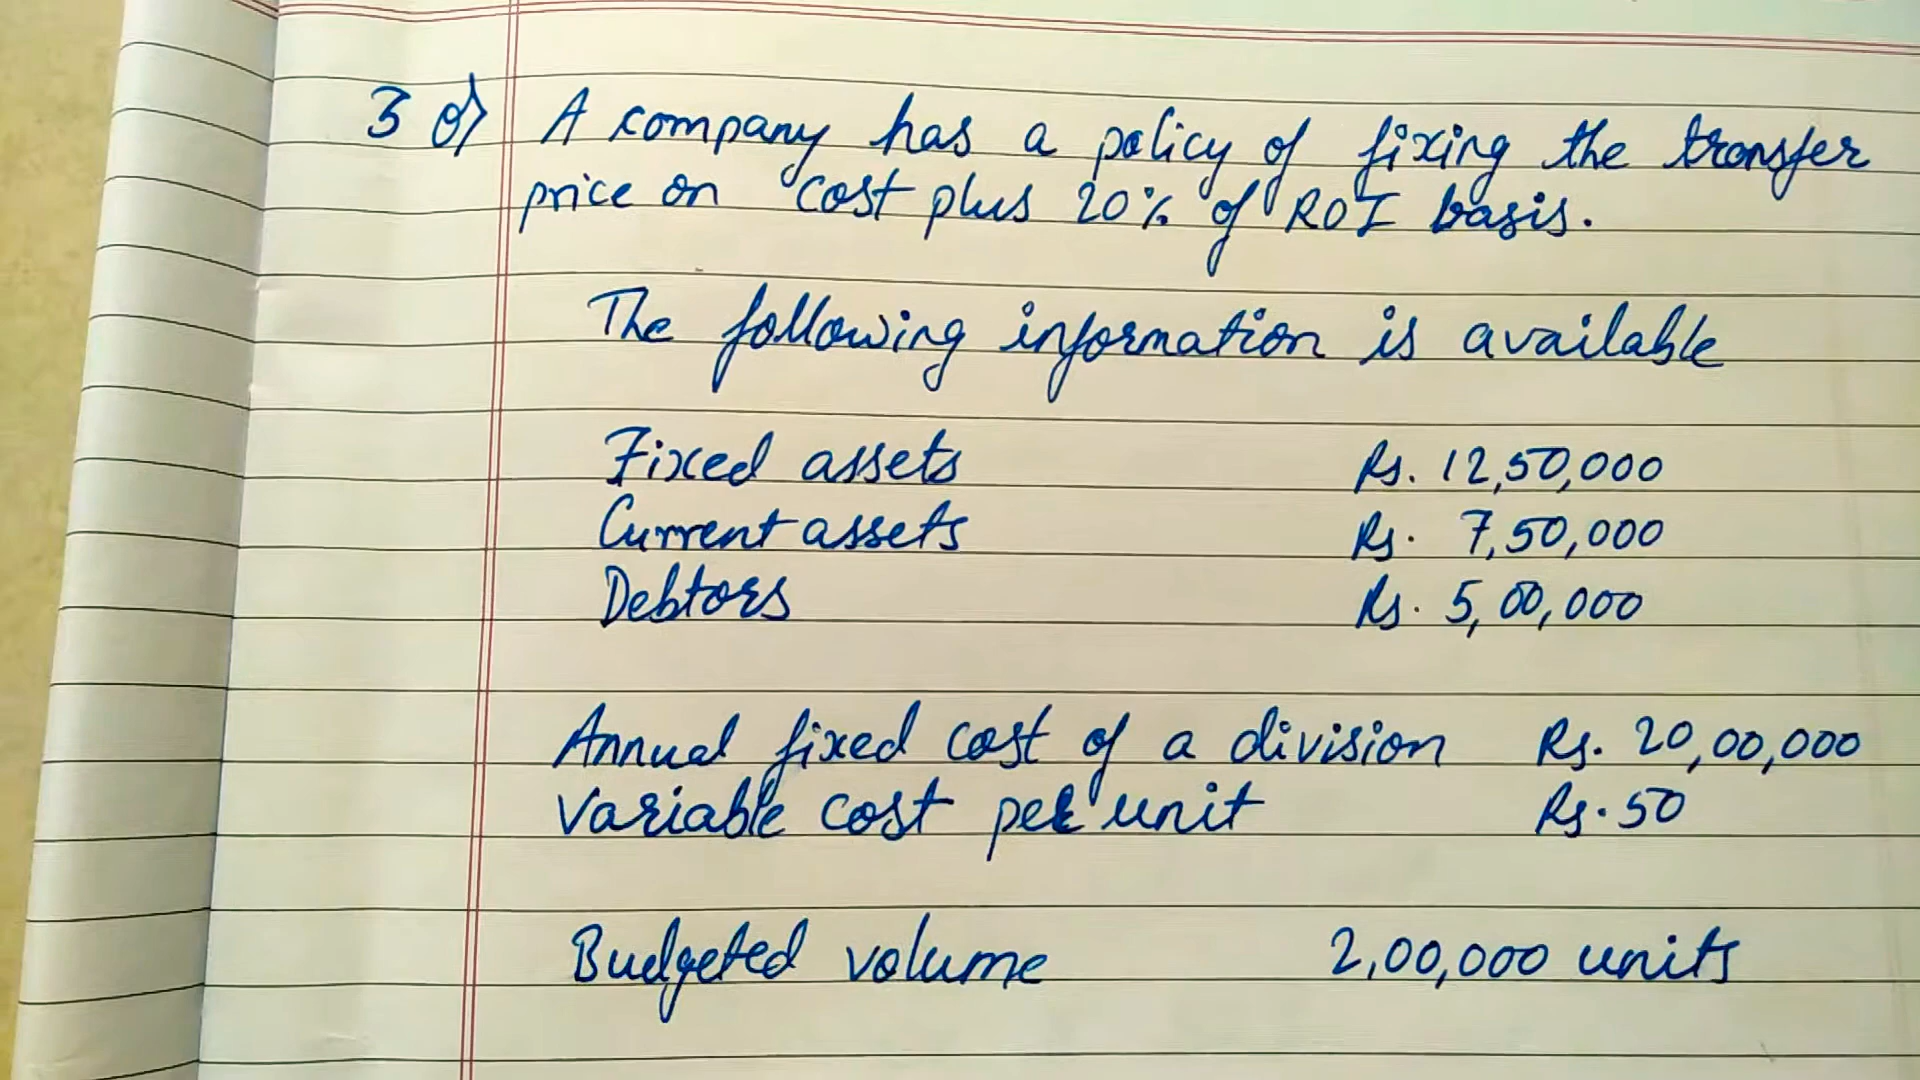 3 a) A company has a policy of fixing the transfer
price on cost plus 20% of ROI basis.
The following information is available
Fixed assets Rs. 12,50,000
Current assets Rs. 7,50,000
Debtors Rs. 5,00,000
Annual fixed cost of a division Rs. 20,00,000
Variable cost per unit Rs. 50
Budgeted volume 2,00,000 units